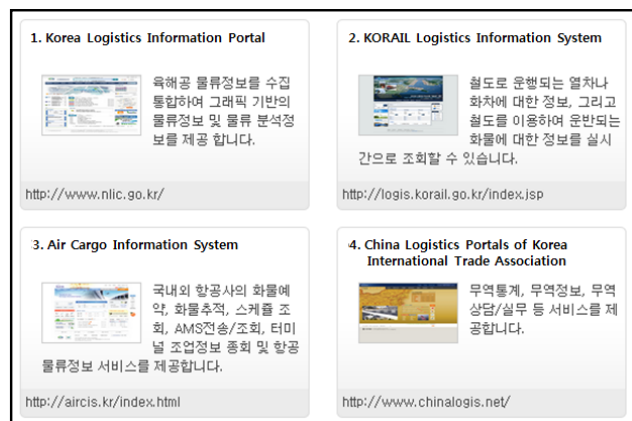 1. Korea Logistics Information Portal
육해공 물류정보를 수집
통합하여 그래픽 기반의
물류정보 및 물류 분석정
보를 제공 합니다.
http://www.nlic.go.kr/
2. KORAIL Logistics Information System
철도로 운행되는 열차나
화차에 대한 정보, 그리고
철도를 이용하여 운반되는
화물에 대한 정보를 실시
간으로 조회할 수 있습니다.
http://logis.korail.go.kr/index.jsp
3. Air Cargo Information System
국내외 항공사의 화물예
약, 화물추적, 스케쥴 조
회, AMS전송/조회, 터미
널 조업정보 종회 및 항공
물류정보 서비스를 제공합니다.
http://aircis.kr/index.html
4. China Logistics Portals of Korea
International Trade Association
무역통계, 무역정보, 무역
상담/실무 등 서비스를 제
공합니다.
http://www.chinalogis.net/